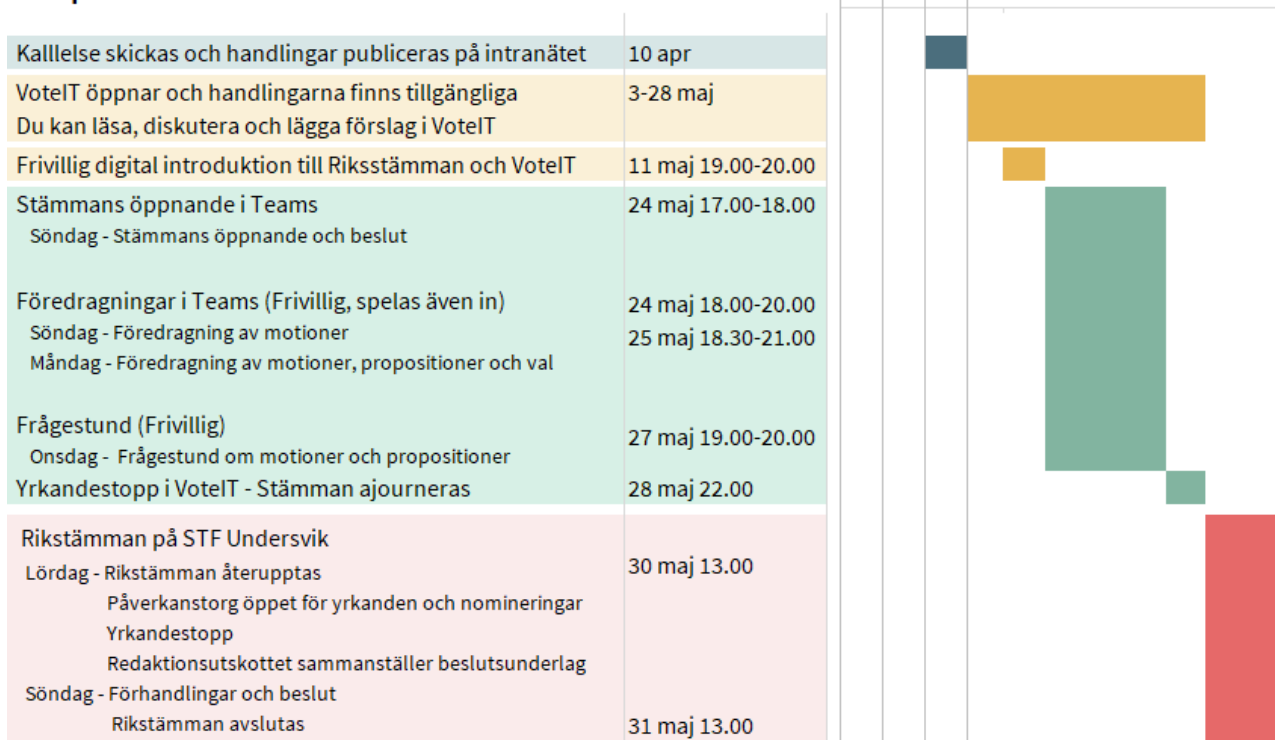 Kalllelse skickas och handlingar publiceras på intranätet 10 apr
VoteIT öppnar och handlingarna finns tillgängliga 3-28 maj
Du kan läsa, diskutera och lägga förslag i VoteIT
Frivillig digital introduktion till Riksstämman och VoteIT 11 maj 19.00-20.00
Stämmans öppnande i Teams 24 maj 17.00-18.00
Söndag - Stämmans öppnande och beslut
Föredragningar i Teams (Frivillig, spelas även in) 24 maj 18.00-20.00
Söndag - Föredragning av motioner 25 maj 18.30-21.00
Måndag - Föredragning av motioner, propositioner och val
Frågestund (Frivillig) 27 maj 19.00-20.00
Onsdag - Frågestund om motioner och propositioner
Yrkandestopp i VoteIT - Stämman ajourneras 28 maj 22.00
Rikstämman på STF Undersvik
Lördag - Rikstämman återupptas 30 maj 13.00
Påverkanstorg öppet för yrkanden och nomineringar
Yrkandestopp
Redaktionsutskottet sammanställer beslutsunderlag
Söndag - Förhandlingar och beslut
Rikstämman avslutas 31 maj 13.00